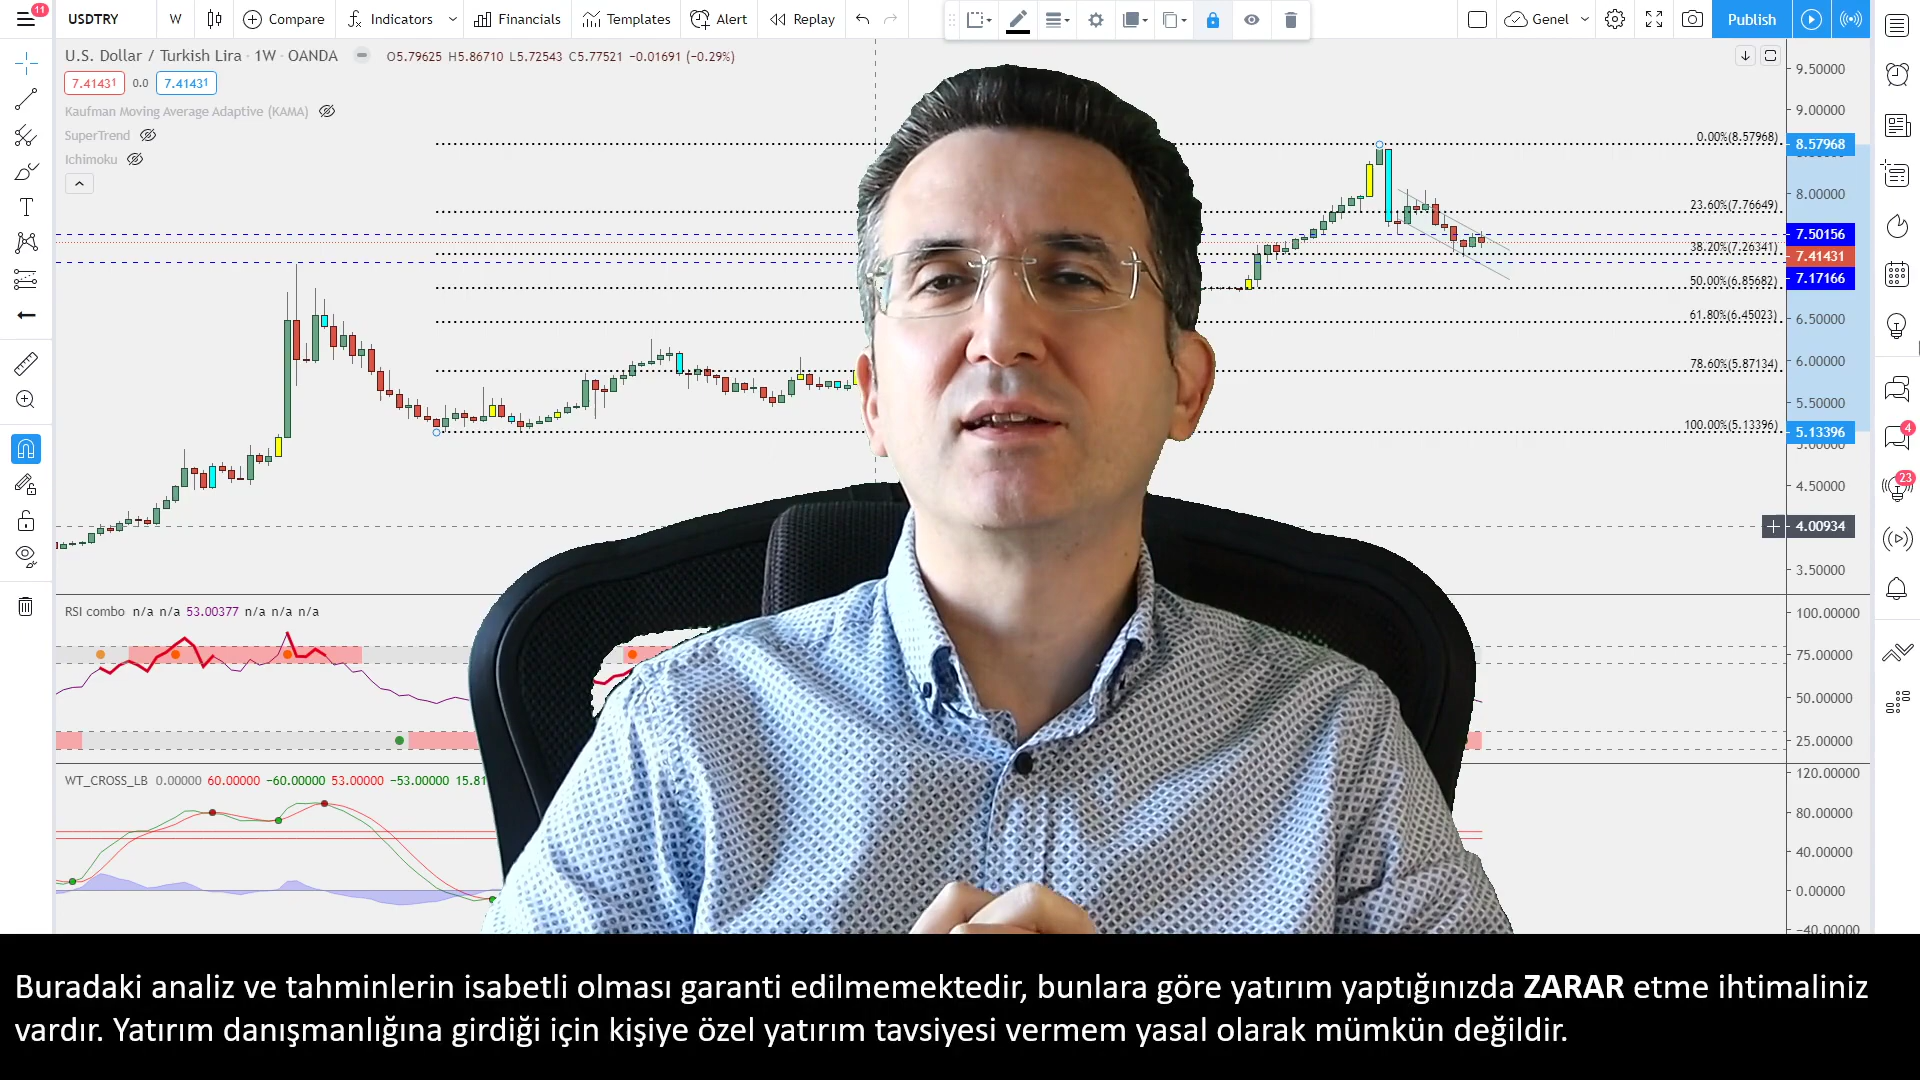 11
USDTRY
W
Compare
Indicators
Financials
Templates
Alert
Replay
Genel
Publish
U.S. Dollar / Turkish Lira · 1W · OANDA
O5.79625 H5.86710 L5.72543 C5.77521 −0.01691 (−0.29%)
7.41431
0.0
7.41431
Kaufman Moving Average Adaptive (KAMA)
SuperTrend
Ichimoku
9.50000
9.00000
0.00%(8.57968)
8.57968
8.00000
23.60%(7.76649)
7.50156
38.20%(7.26341)
7.41431
7.17166
50.00%(6.85682)
61.80%(6.45023)
6.50000
78.60%(5.87134)
6.00000
5.50000
100.00%(5.13396)
5.13396
4
4.50000
23
4.00934
3.50000
RSI combo n/a n/a 53.00377 n/a n/a n/a
100.00000
75.00000
50.00000
25.00000
WT_CROSS_LB 0.00000 60.00000 −60.00000 53.00000 −53.00000 15.81
120.00000
80.00000
40.00000
0.00000
−40.00000
Buradaki analiz ve tahminlerin isabetli olması garanti edilmemektedir, bunlara göre yatırım yaptığınızda ZARAR etme ihtimaliniz
vardır. Yatırım danışmanlığına girdiği için kişiye özel yatırım tavsiyesi vermem yasal olarak mümkün değildir.